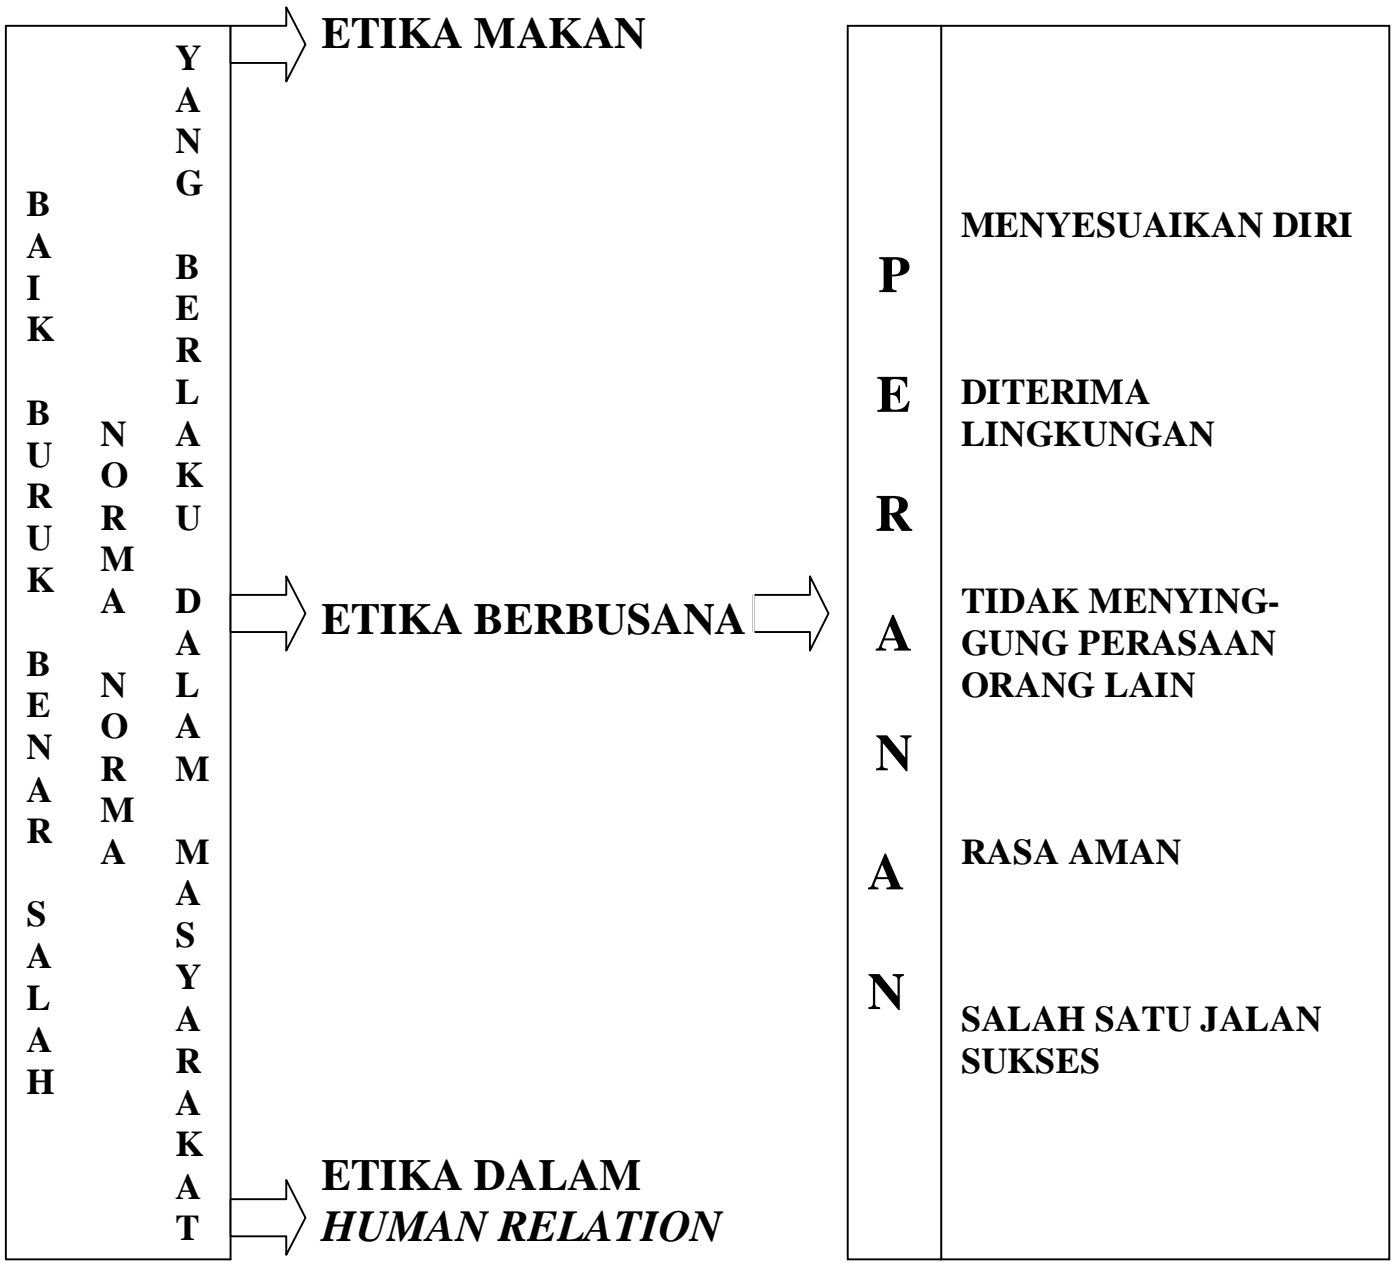 BAIK BURUK BENAR SALAH
NORMA NORMA
YANG BERLAKU DALAM MASYARAKAT
ETIKA MAKAN
ETIKA BERBUSANA
ETIKA DALAM
HUMAN RELATION
PERANAN
MENYESUAIKAN DIRI
DITERIMA
LINGKUNGAN
TIDAK MENYING-
GUNG PERASAAN
ORANG LAIN
RASA AMAN
SALAH SATU JALAN
SUKSES